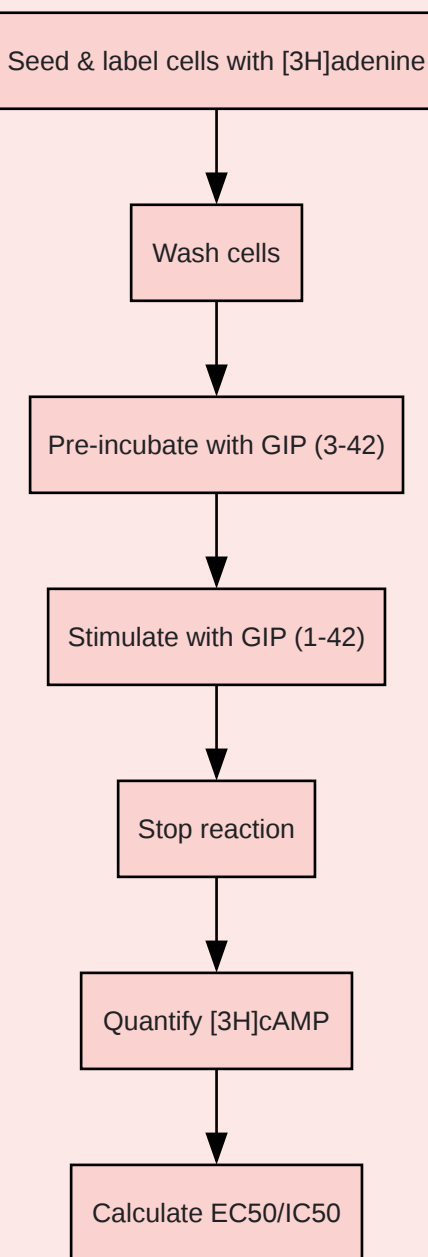 Seed & label cells with [3H]adenine
Wash cells
Pre-incubate with GIP (3-42)
Stimulate with GIP (1-42)
Stop reaction
Quantify [3H]cAMP
Calculate EC50/IC50